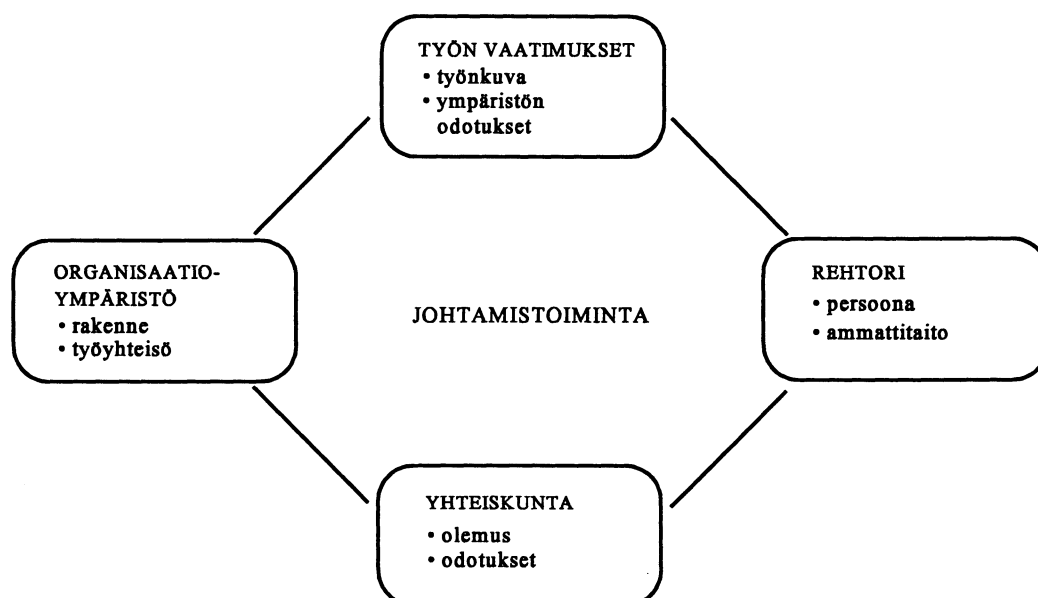 TYÖN VAATIMUKSET
• työnkuva
• ympäristön
odotukset
ORGANISAATIO-
YMPÄRISTÖ
• rakenne
• työyhteisö
JOHTAMISTOIMINTA
REHTORI
• persoona
• ammattitaito
YHTEISKUNTA
• olemus
• odotukset